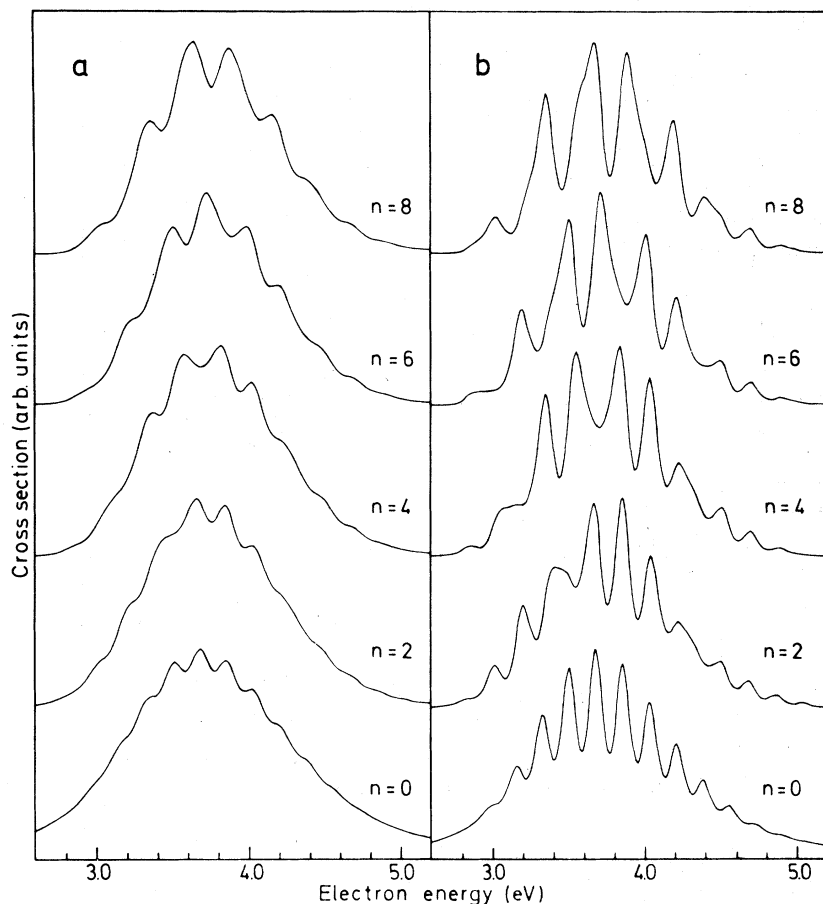 a
b
n=8
n=8
n=6
n=6
n=4
n=4
n=2
n=2
n=0
n=0
Cross section (arb. units)
3.0 4.0 5.0 3.0 4.0 5.0
Electron energy (eV)